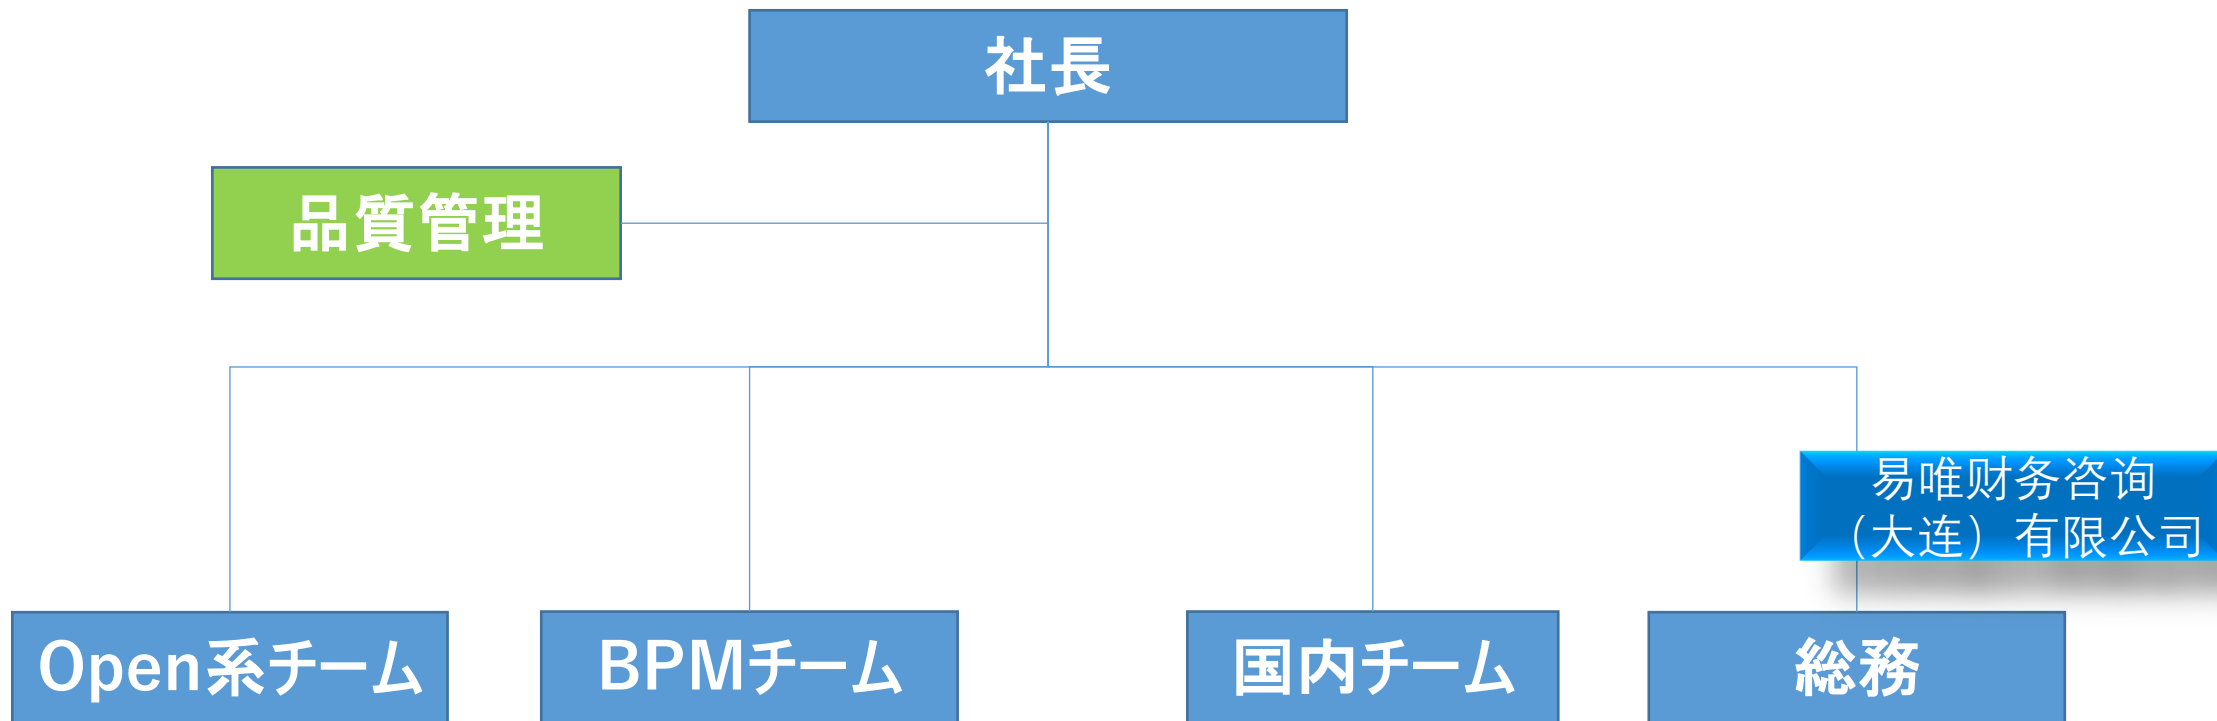 社長
品質管理
易唯财务咨询
（大连）有限公司
Open系チーム
BPMチーム
国内チーム
総務